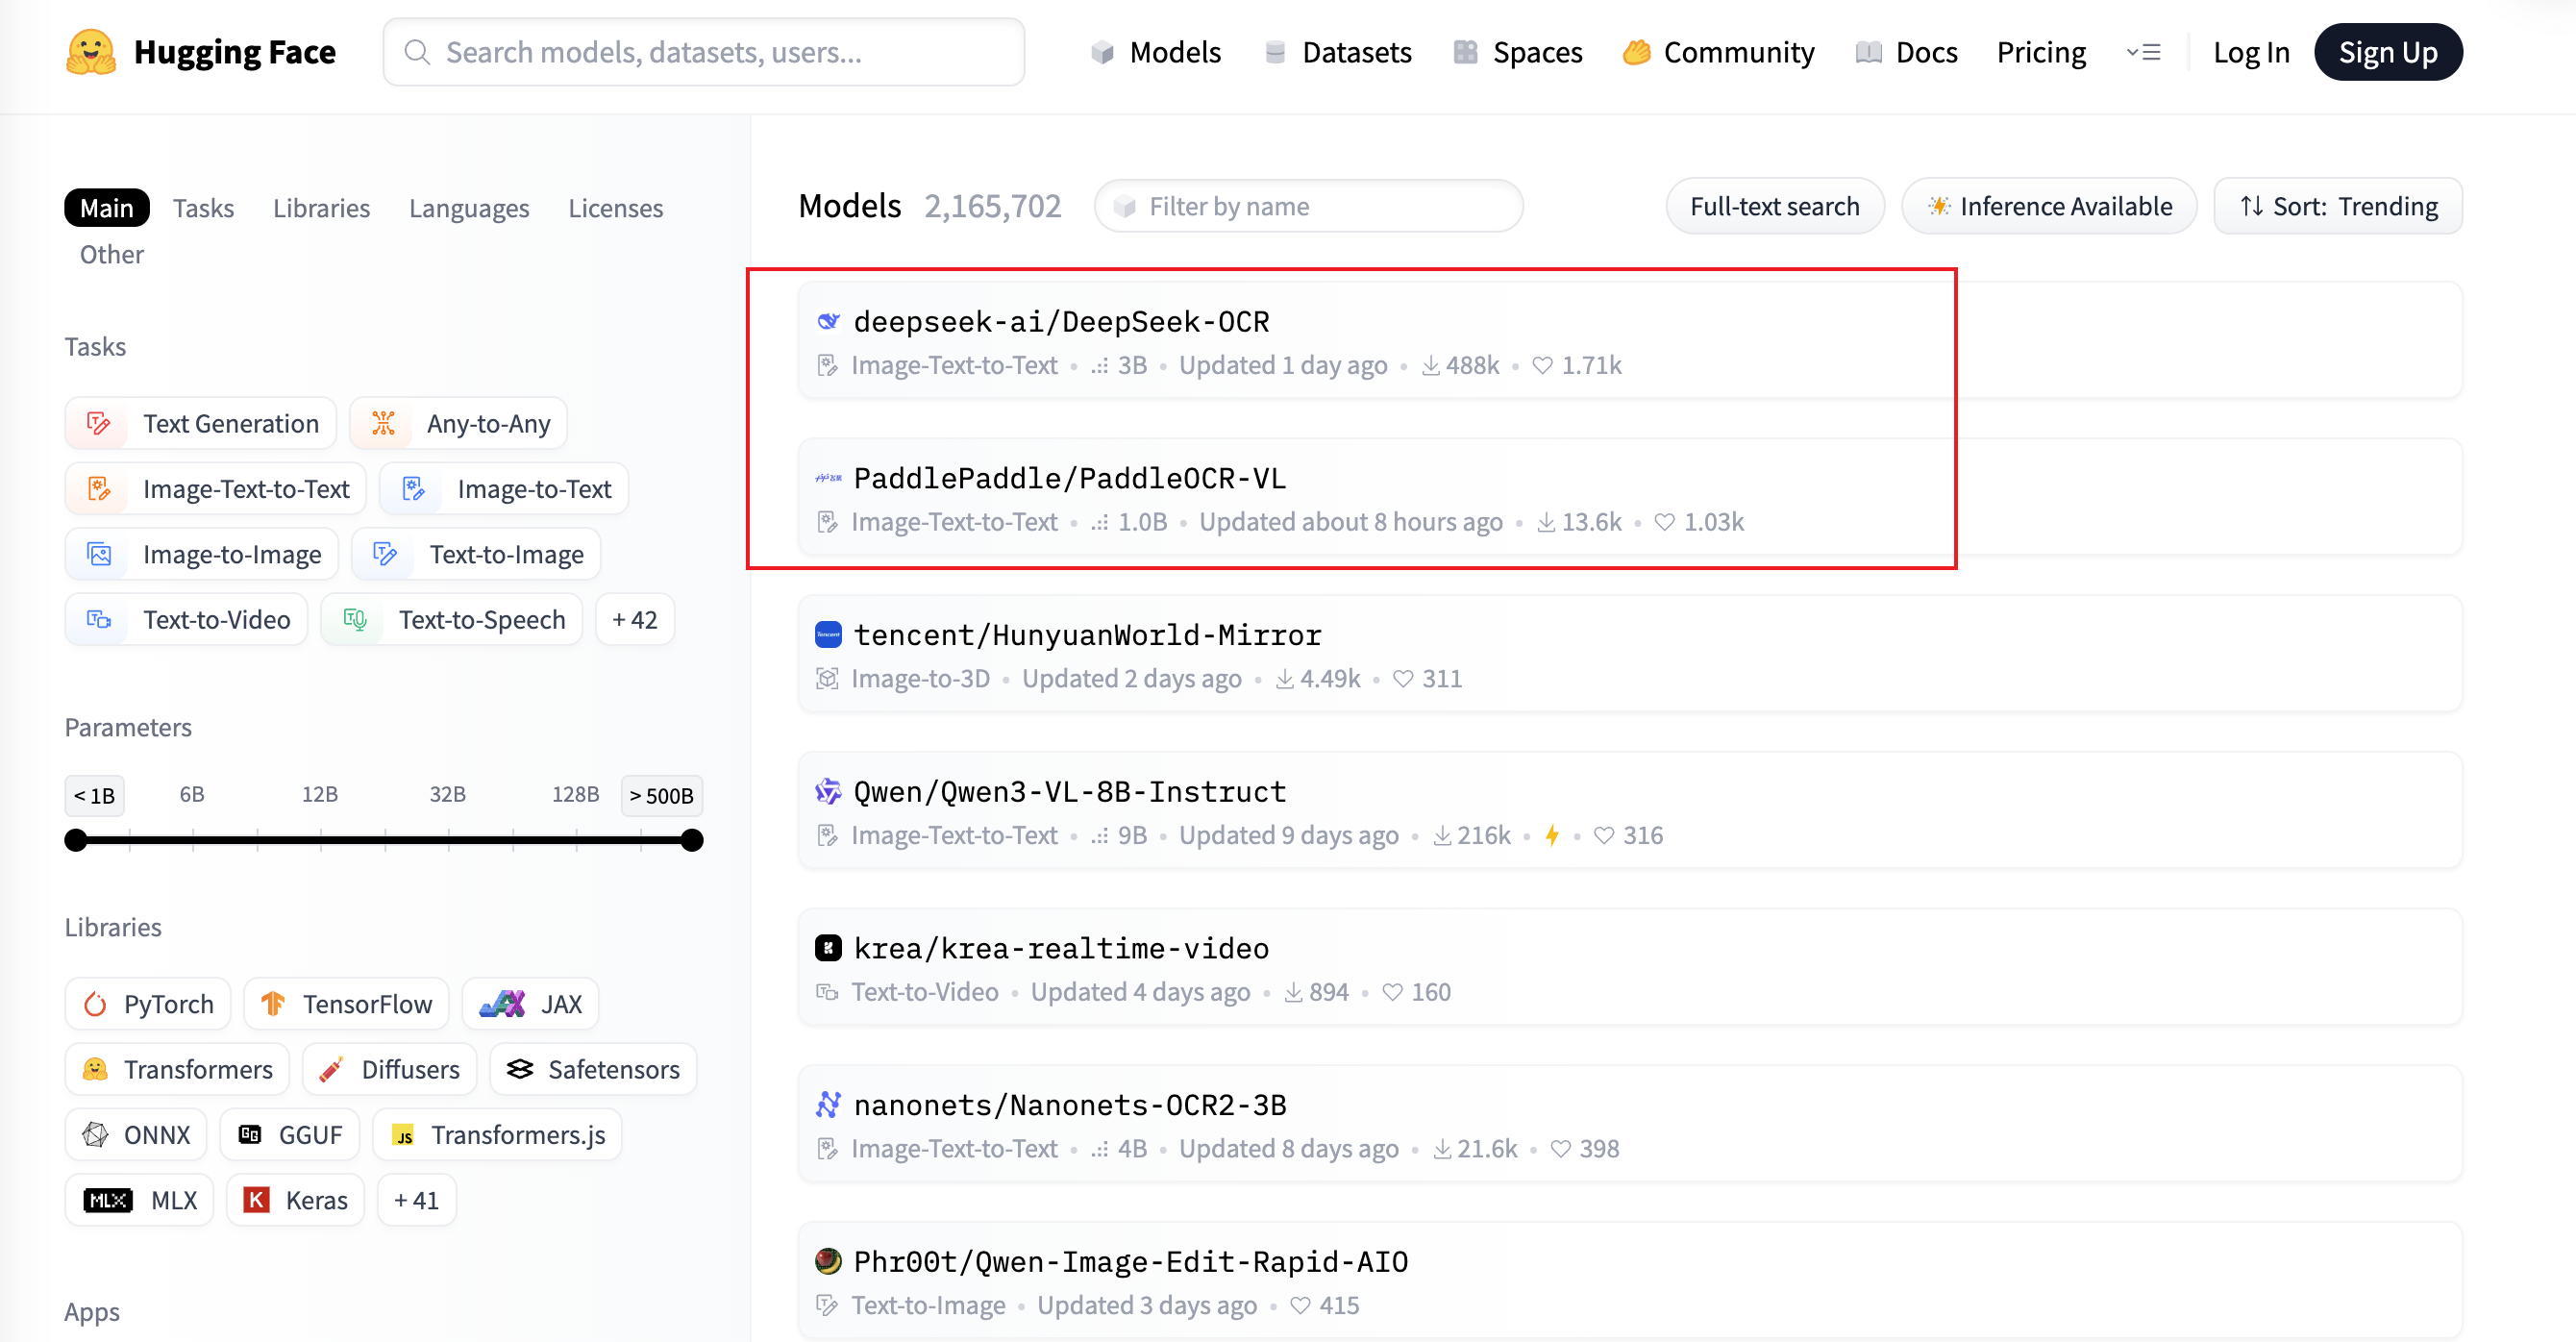 Hugging Face
Search models, datasets, users...
Models
Datasets
Spaces
Community
Docs
Pricing
Log In
Sign Up
Main
Tasks
Libraries
Languages
Licenses
Other
Tasks
Text Generation
Any-to-Any
Image-Text-to-Text
Image-to-Text
Image-to-Image
Text-to-Image
Text-to-Video
Text-to-Speech
+ 42
Parameters
< 1B
6B
12B
32B
128B
> 500B
Libraries
PyTorch
TensorFlow
JAX
Transformers
Diffusers
Safetensors
ONNX
GGUF
JS Transformers.js
MLX MLX
K Keras
+ 41
Apps
Models 2,165,702
Filter by name
Full-text search
Inference Available
Sort: Trending
deepseek-ai/DeepSeek-OCR
Image-Text-to-Text • 3B • Updated 1 day ago • 488k • 1.71k
PaddlePaddle/PaddleOCR-VL
Image-Text-to-Text • 1.0B • Updated about 8 hours ago • 13.6k • 1.03k
tencent/HunyuanWorld-Mirror
Image-to-3D • Updated 2 days ago • 4.49k • 311
Qwen/Qwen3-VL-8B-Instruct
Image-Text-to-Text • 9B • Updated 9 days ago • 216k • 316
krea/krea-realtime-video
Text-to-Video • Updated 4 days ago • 894 • 160
nanonets/Nanonets-OCR2-3B
Image-Text-to-Text • 4B • Updated 8 days ago • 21.6k • 398
Phr00t/Qwen-Image-Edit-Rapid-AIO
Text-to-Image • Updated 3 days ago • 415